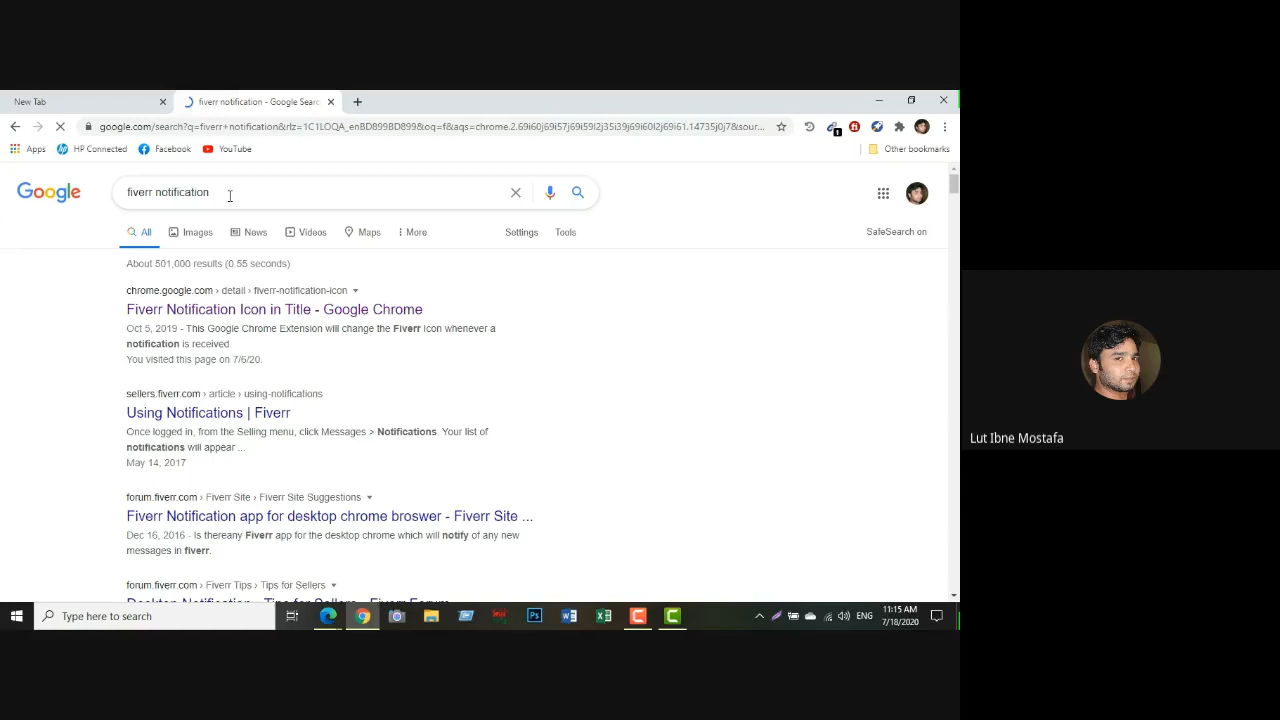 New Tab
fiverr notification - Google Searc
google.com/search?q=fiverr+notification&rlz=1C1LOQA_enBD899BD899&oq=f&aqs=chrome.2.69i60j69i57j69i59l2j35i39j69i60l2j69i61.14735j0j7&sour...
Apps
HP Connected
Facebook
YouTube
Other bookmarks
Google
fiverr notification
All
Images
News
Videos
Maps
More
Settings
Tools
SafeSearch on
About 501,000 results (0.55 seconds)
chrome.google.com › detail › fiverr-notification-icon
Fiverr Notification Icon in Title - Google Chrome
Oct 5, 2019 - This Google Chrome Extension will change the Fiverr Icon whenever a
notification is received.
You visited this page on 7/6/20.
sellers.fiverr.com › article › using-notifications
Using Notifications | Fiverr
Once logged in, from the Selling menu, click Messages > Notifications. Your list of
notifications will appear ...
May 14, 2017
forum.fiverr.com › Fiverr Site › Fiverr Site Suggestions
Fiverr Notification app for desktop chrome broswer - Fiverr Site ...
Dec 16, 2016 - Is thereany Fiverr app for the desktop chrome which will notify of any new
messages in fiverr.
forum.fiverr.com › Fiverr Tips › Tips for Sellers
Desktop Notification - Tips for Sellers - Fiverr Forum
Type here to search
ENG
11:15 AM
7/18/2020
Lut Ibne Mostafa